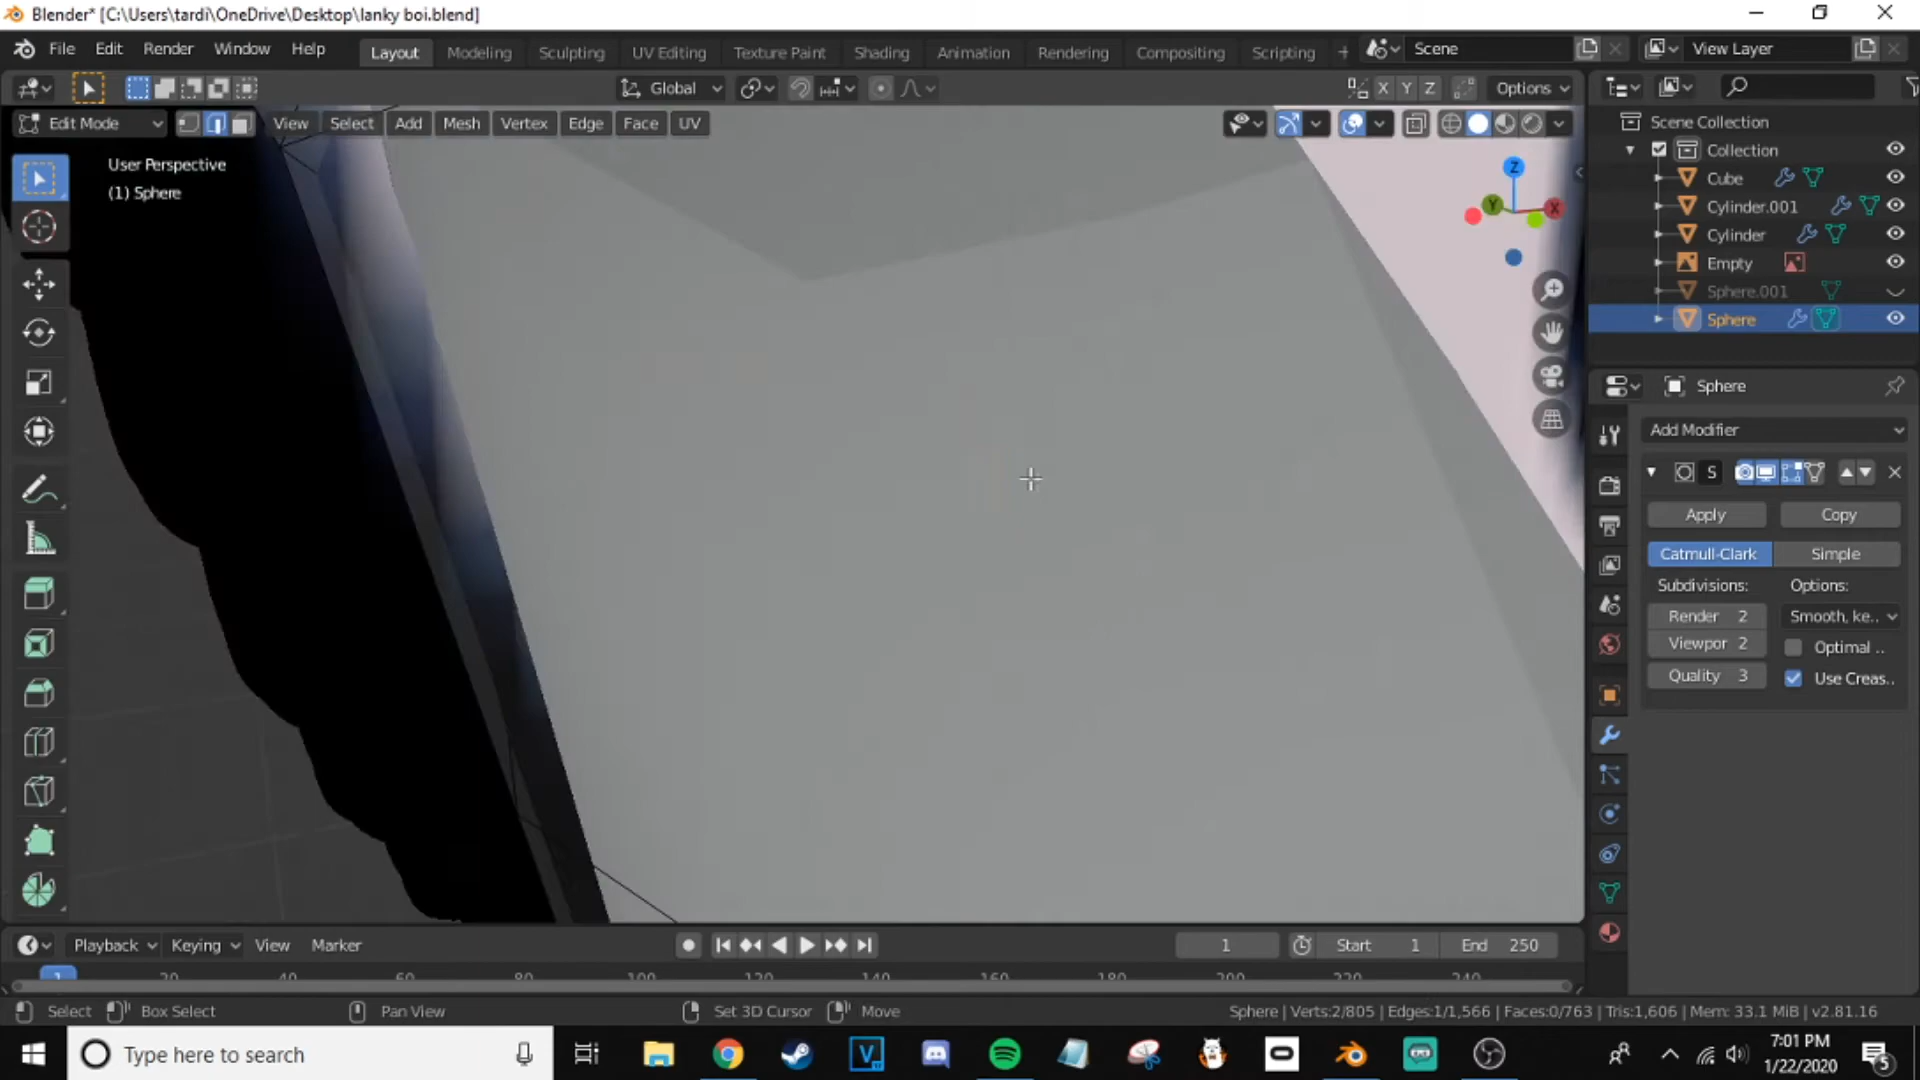 Blender* [C:\Users\tardi\OneDrive\Desktop\lanky boi.blend]
File Edit Render Window Help Layout Modeling Sculpting UV Editing Texture Paint Shading Animation Rendering Compositing Scripting + Scene View Layer
Global X Y Z Options
Edit Mode View Select Add Mesh Vertex Edge Face UV
User Perspective
(1) Sphere
Z
Y
X
Scene Collection
Collection
Cube
Cylinder.001
Cylinder
Empty
Sphere.001
Sphere
Sphere
Add Modifier
S
Apply Copy
Catmull-Clark Simple
Subdivisions: Options:
Render 2 Smooth, ke..
Viewpor 2 Optimal ..
Quality 3 Use Creas..
Playback Keying View Marker 1 Start 1 End 250
1 20 40 60 80 100 120 140 160 180 200 220 240
Select Box Select Pan View Set 3D Cursor Move Sphere | Verts:2/805 | Edges:1/1,566 | Faces:0/763 | Tris:1,606 | Mem: 33.1 MiB | v2.81.16
Type here to search
7:01 PM
1/22/2020
5